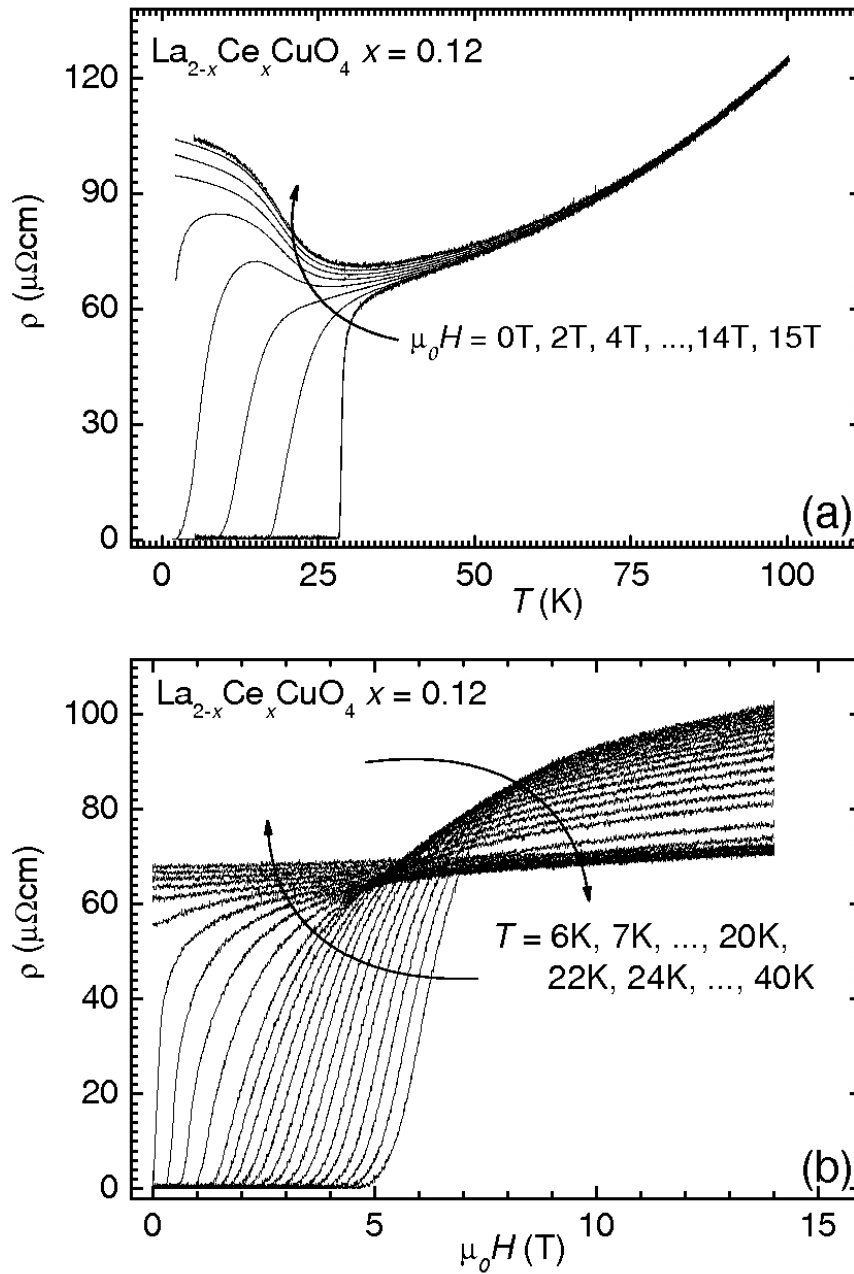 La2-xCexCuO4 x = 0.12
120
90
60
30
0
ρ (μΩcm)
μ0H = 0T, 2T, 4T, ...,14T, 15T
(a)
0 25 50 75 100
T (K)
La2-xCexCuO4 x = 0.12
100
80
60
40
20
0
ρ (μΩcm)
T = 6K, 7K, ..., 20K,
22K, 24K, ..., 40K
(b)
0 5 10 15
μ0H (T)